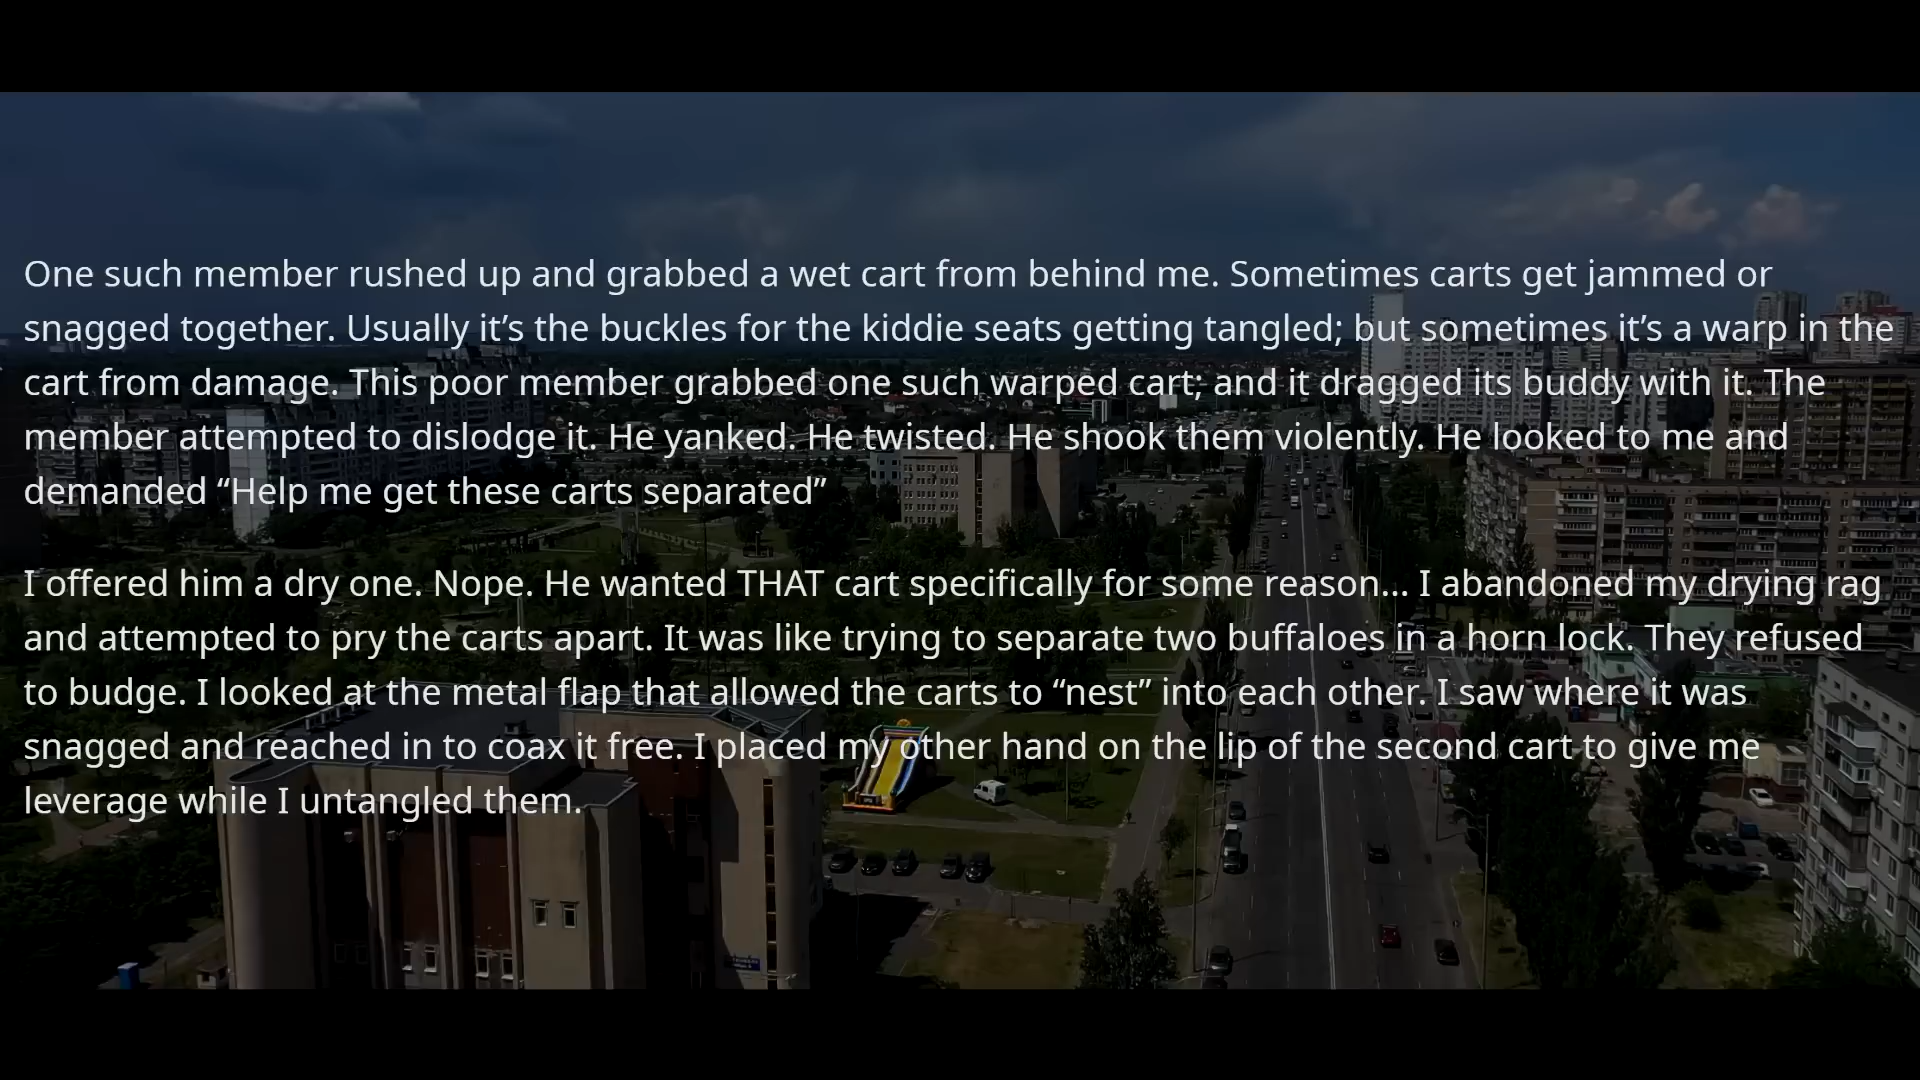 One such member rushed up and grabbed a wet cart from behind me. Sometimes carts get jammed or
snagged together. Usually it’s the buckles for the kiddie seats getting tangled; but sometimes it’s a warp in the
cart from damage. This poor member grabbed one such warped cart; and it dragged its buddy with it. The
member attempted to dislodge it. He yanked. He twisted. He shook them violently. He looked to me and
demanded “Help me get these carts separated”
I offered him a dry one. Nope. He wanted THAT cart specifically for some reason... I abandoned my drying rag
and attempted to pry the carts apart. It was like trying to separate two buffaloes in a horn lock. They refused
to budge. I looked at the metal flap that allowed the carts to “nest” into each other. I saw where it was
snagged and reached in to coax it free. I placed my other hand on the lip of the second cart to give me
leverage while I untangled them.